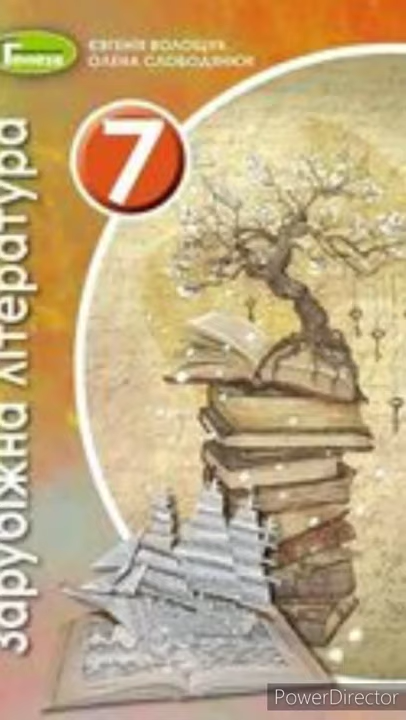 Генеза
ЄВГЕНІЯ ВОЛОЩУК
ОЛЕНА СЛОБОДЯНЮК
7
зарубіжна література
PowerDirector